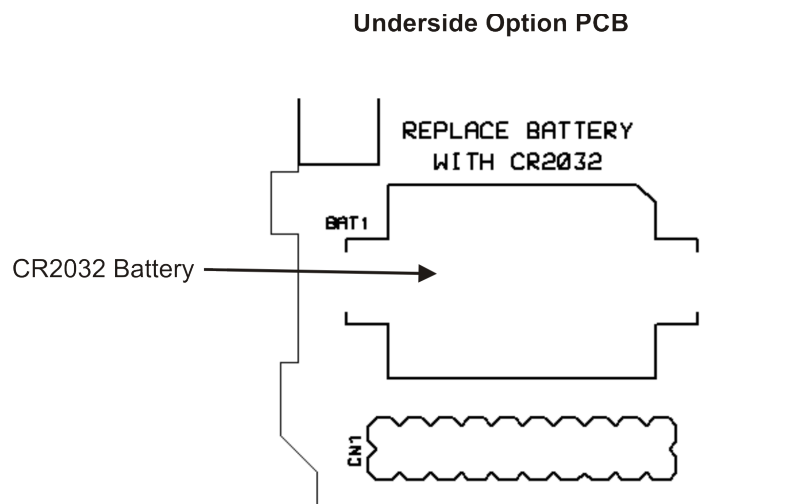 Underside Option PCB
REPLACE BATTERY
WITH CR2032
BAT1
CR2032 Battery
CN1